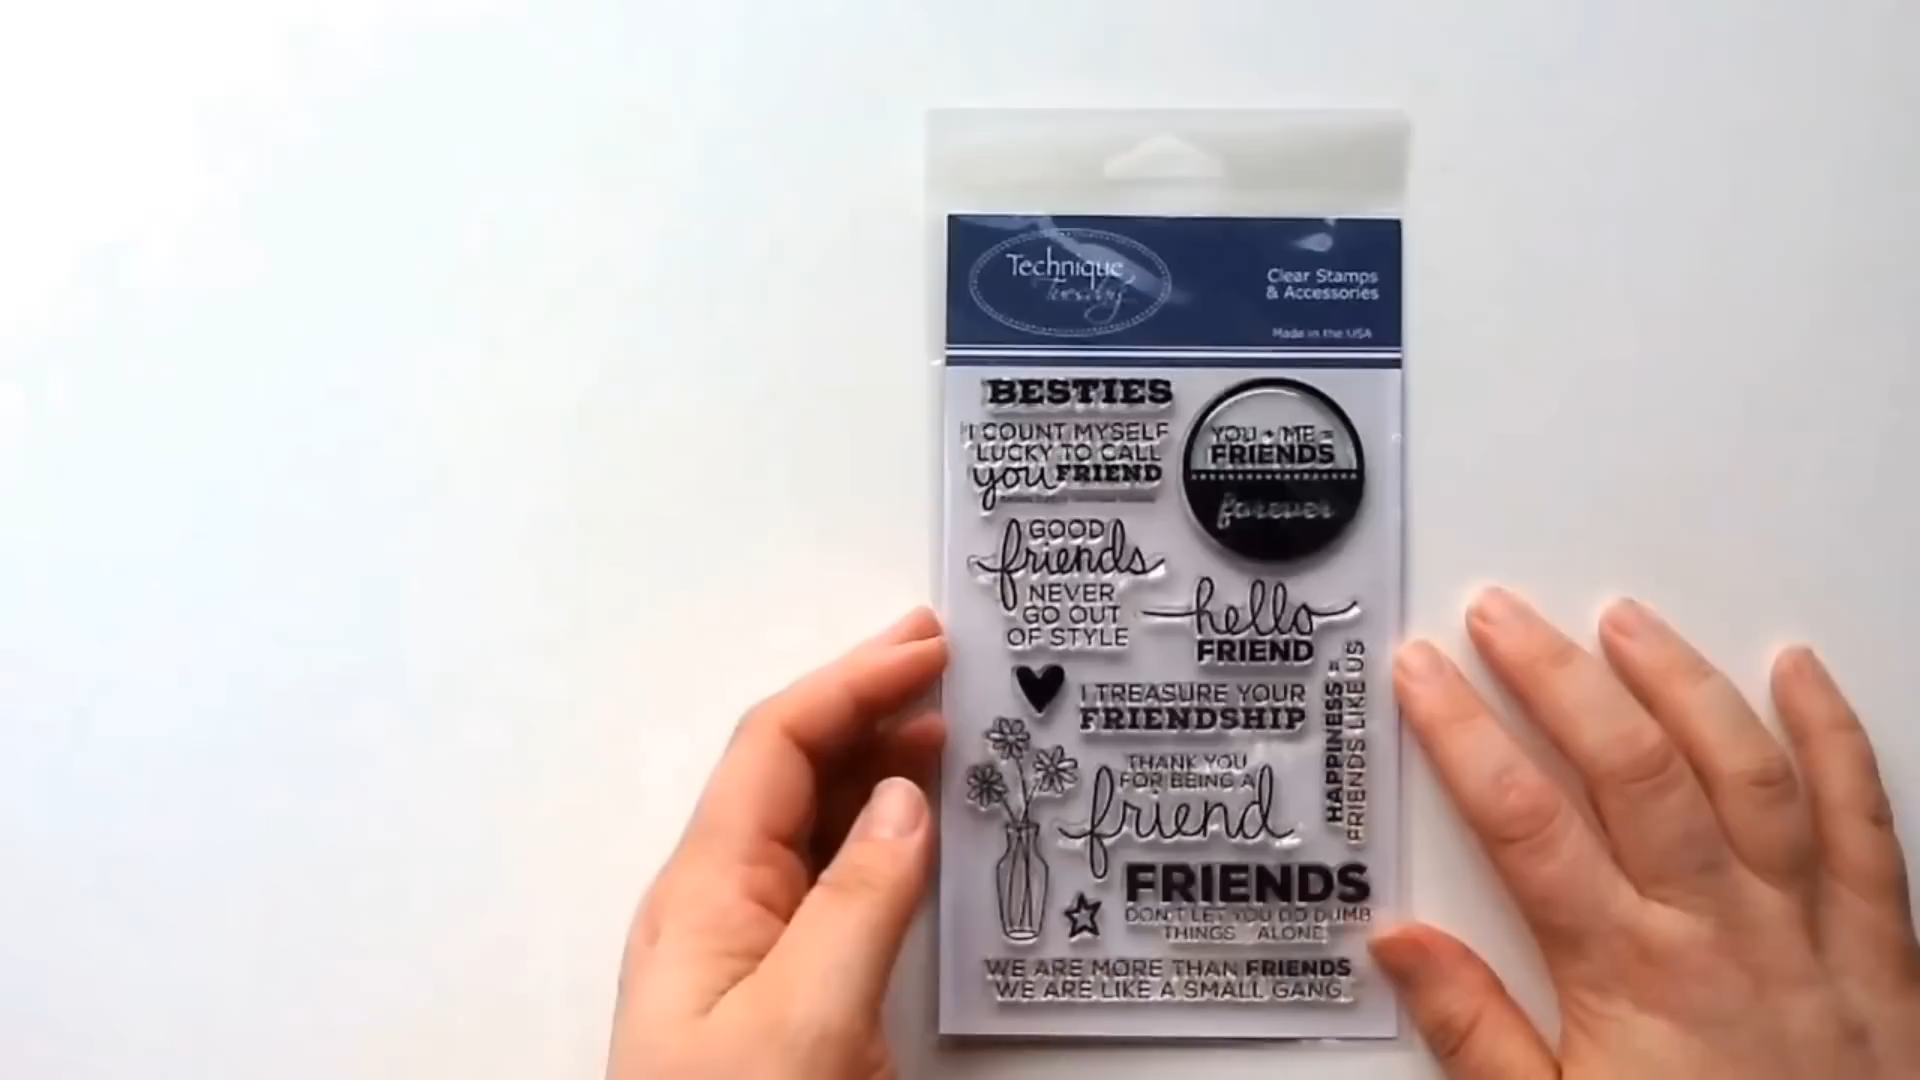 Technique
Tuesday
Clear Stamps
& Accessories
Made in the USA
BESTIES
I COUNT MYSELF
LUCKY TO CALL
you FRIEND
YOU + ME =
FRIENDS
forever
GOOD
friends
NEVER
GO OUT
OF STYLE
hello
FRIEND
I TREASURE YOUR
FRIENDSHIP
HAPPINESS =
FRIENDS LIKE US
THANK YOU
FOR BEING A
friend
FRIENDS
DON'T LET YOU DO DUMB
THINGS ALONE
WE ARE MORE THAN FRIENDS
WE ARE LIKE A SMALL GANG